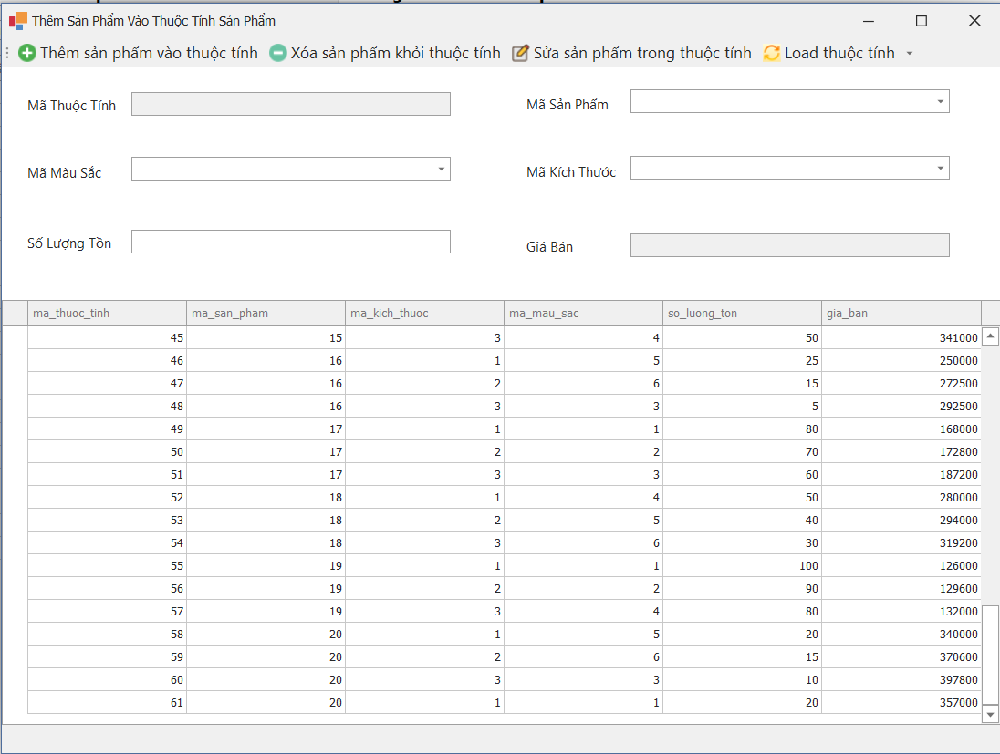 Thêm Sản Phẩm Vào Thuộc Tính Sản Phẩm
Thêm sản phẩm vào thuộc tính Xóa sản phẩm khỏi thuộc tính Sửa sản phẩm trong thuộc tính Load thuộc tính
Mã Thuộc Tính Mã Sản Phẩm
Mã Màu Sắc Mã Kích Thước
Số Lượng Tồn Giá Bán
ma_thuoc_tinh ma_san_pham ma_kich_thuoc ma_mau_sac so_luong_ton gia_ban
45 15 3 4 50 341000
46 16 1 5 25 250000
47 16 2 6 15 272500
48 16 3 3 5 292500
49 17 1 1 80 168000
50 17 2 2 70 172800
51 17 3 3 60 187200
52 18 1 4 50 280000
53 18 2 5 40 294000
54 18 3 6 30 319200
55 19 1 1 100 126000
56 19 2 2 90 129600
57 19 3 4 80 132000
58 20 1 5 20 340000
59 20 2 6 15 370600
60 20 3 3 10 397800
61 20 1 1 20 357000